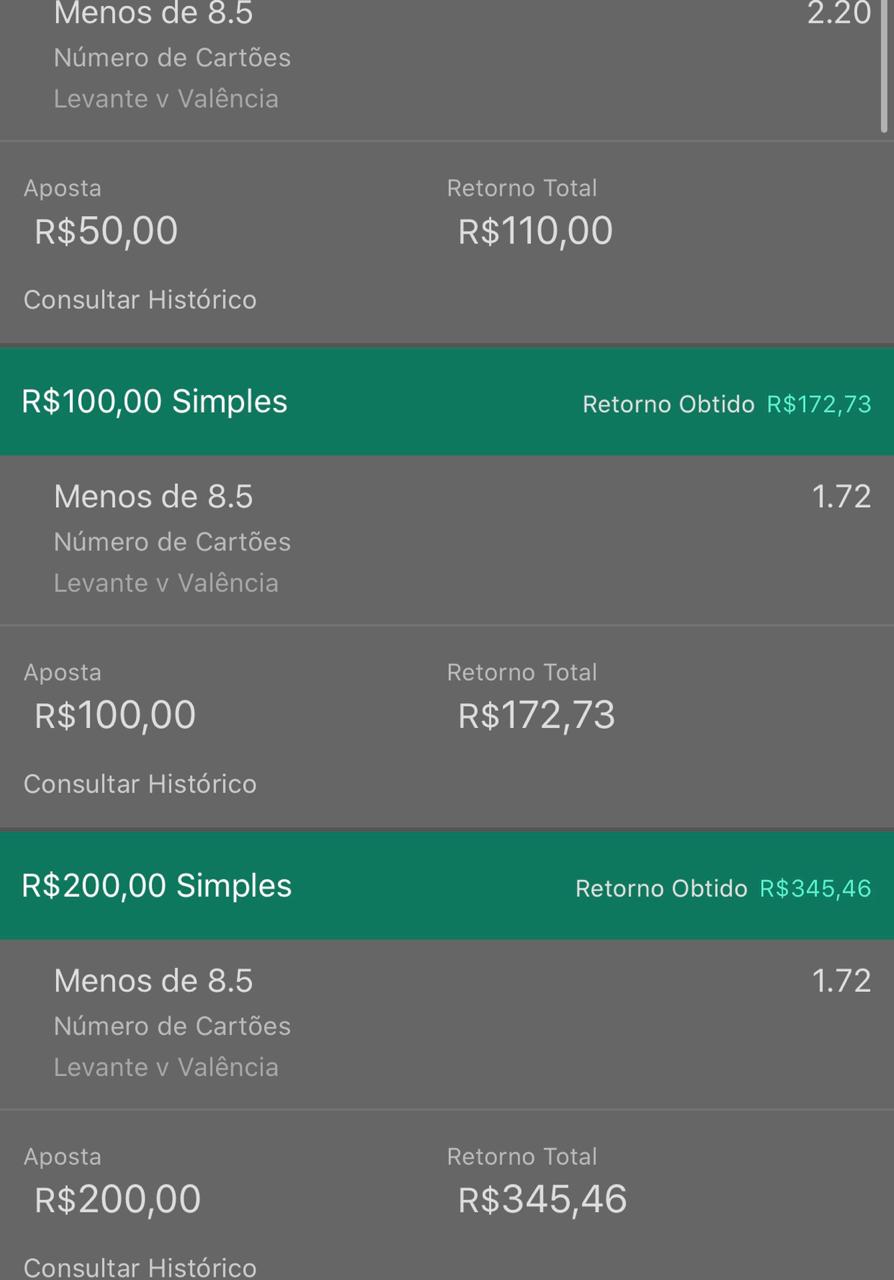 Menos de 8.5 2.20
Número de Cartões
Levante v Valência
Aposta Retorno Total
R$50,00 R$110,00
Consultar Histórico
R$100,00 Simples Retorno Obtido R$172,73
Menos de 8.5 1.72
Número de Cartões
Levante v Valência
Aposta Retorno Total
R$100,00 R$172,73
Consultar Histórico
R$200,00 Simples Retorno Obtido R$345,46
Menos de 8.5 1.72
Número de Cartões
Levante v Valência
Aposta Retorno Total
R$200,00 R$345,46
Consultar Histórico